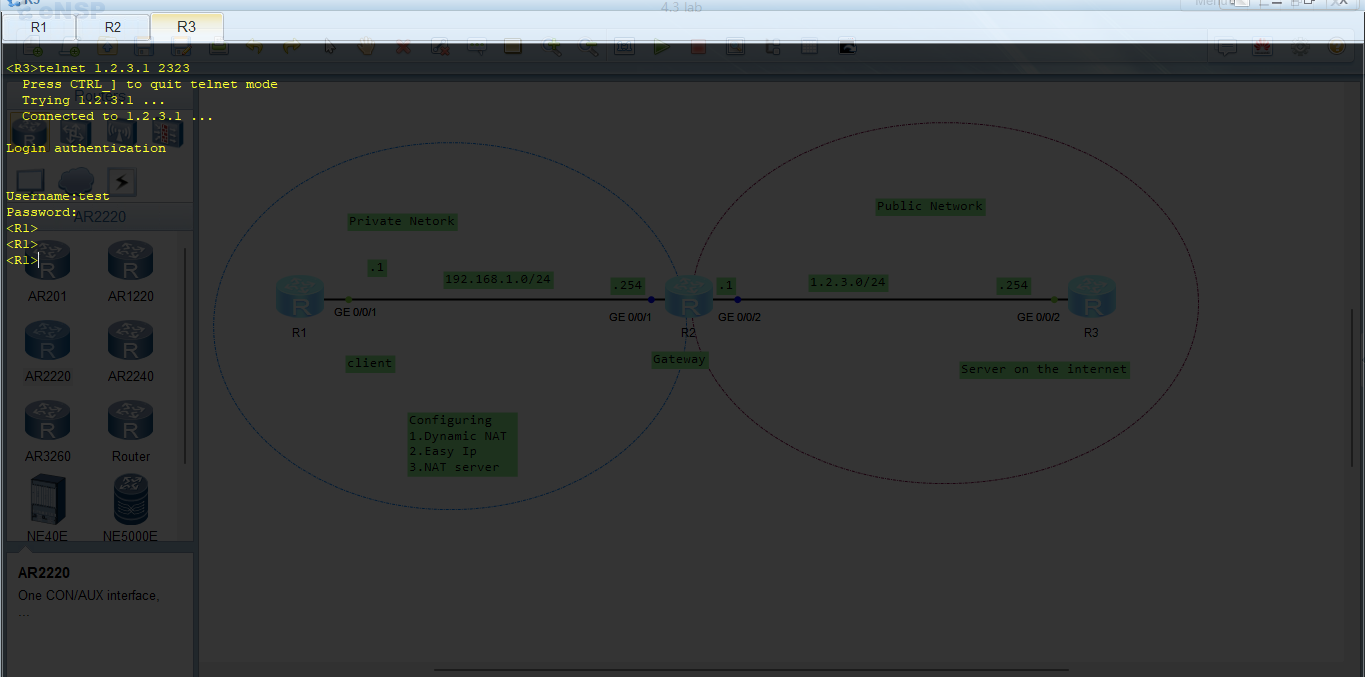 R3
eNSP
4.3 lab
Menu
R1
R2
R3
<R3>telnet 1.2.3.1 2323
Press CTRL_] to quit telnet mode
Trying 1.2.3.1 ...
Connected to 1.2.3.1 ...
Login authentication
Username:test
Password:
<R1>
<R1>
<R1>
AR2220
AR201
AR1220
AR2220
AR2240
AR3260
Router
NE40E
NE5000E
AR2220
One CON/AUX interface,
...
Private Netork
Public Network
.1
192.168.1.0/24
.254
.1
1.2.3.0/24
.254
GE 0/0/1
GE 0/0/1
GE 0/0/2
GE 0/0/2
R1
R2
R3
client
Gateway
Server on the internet
Configuring
1.Dynamic NAT
2.Easy Ip
3.NAT server